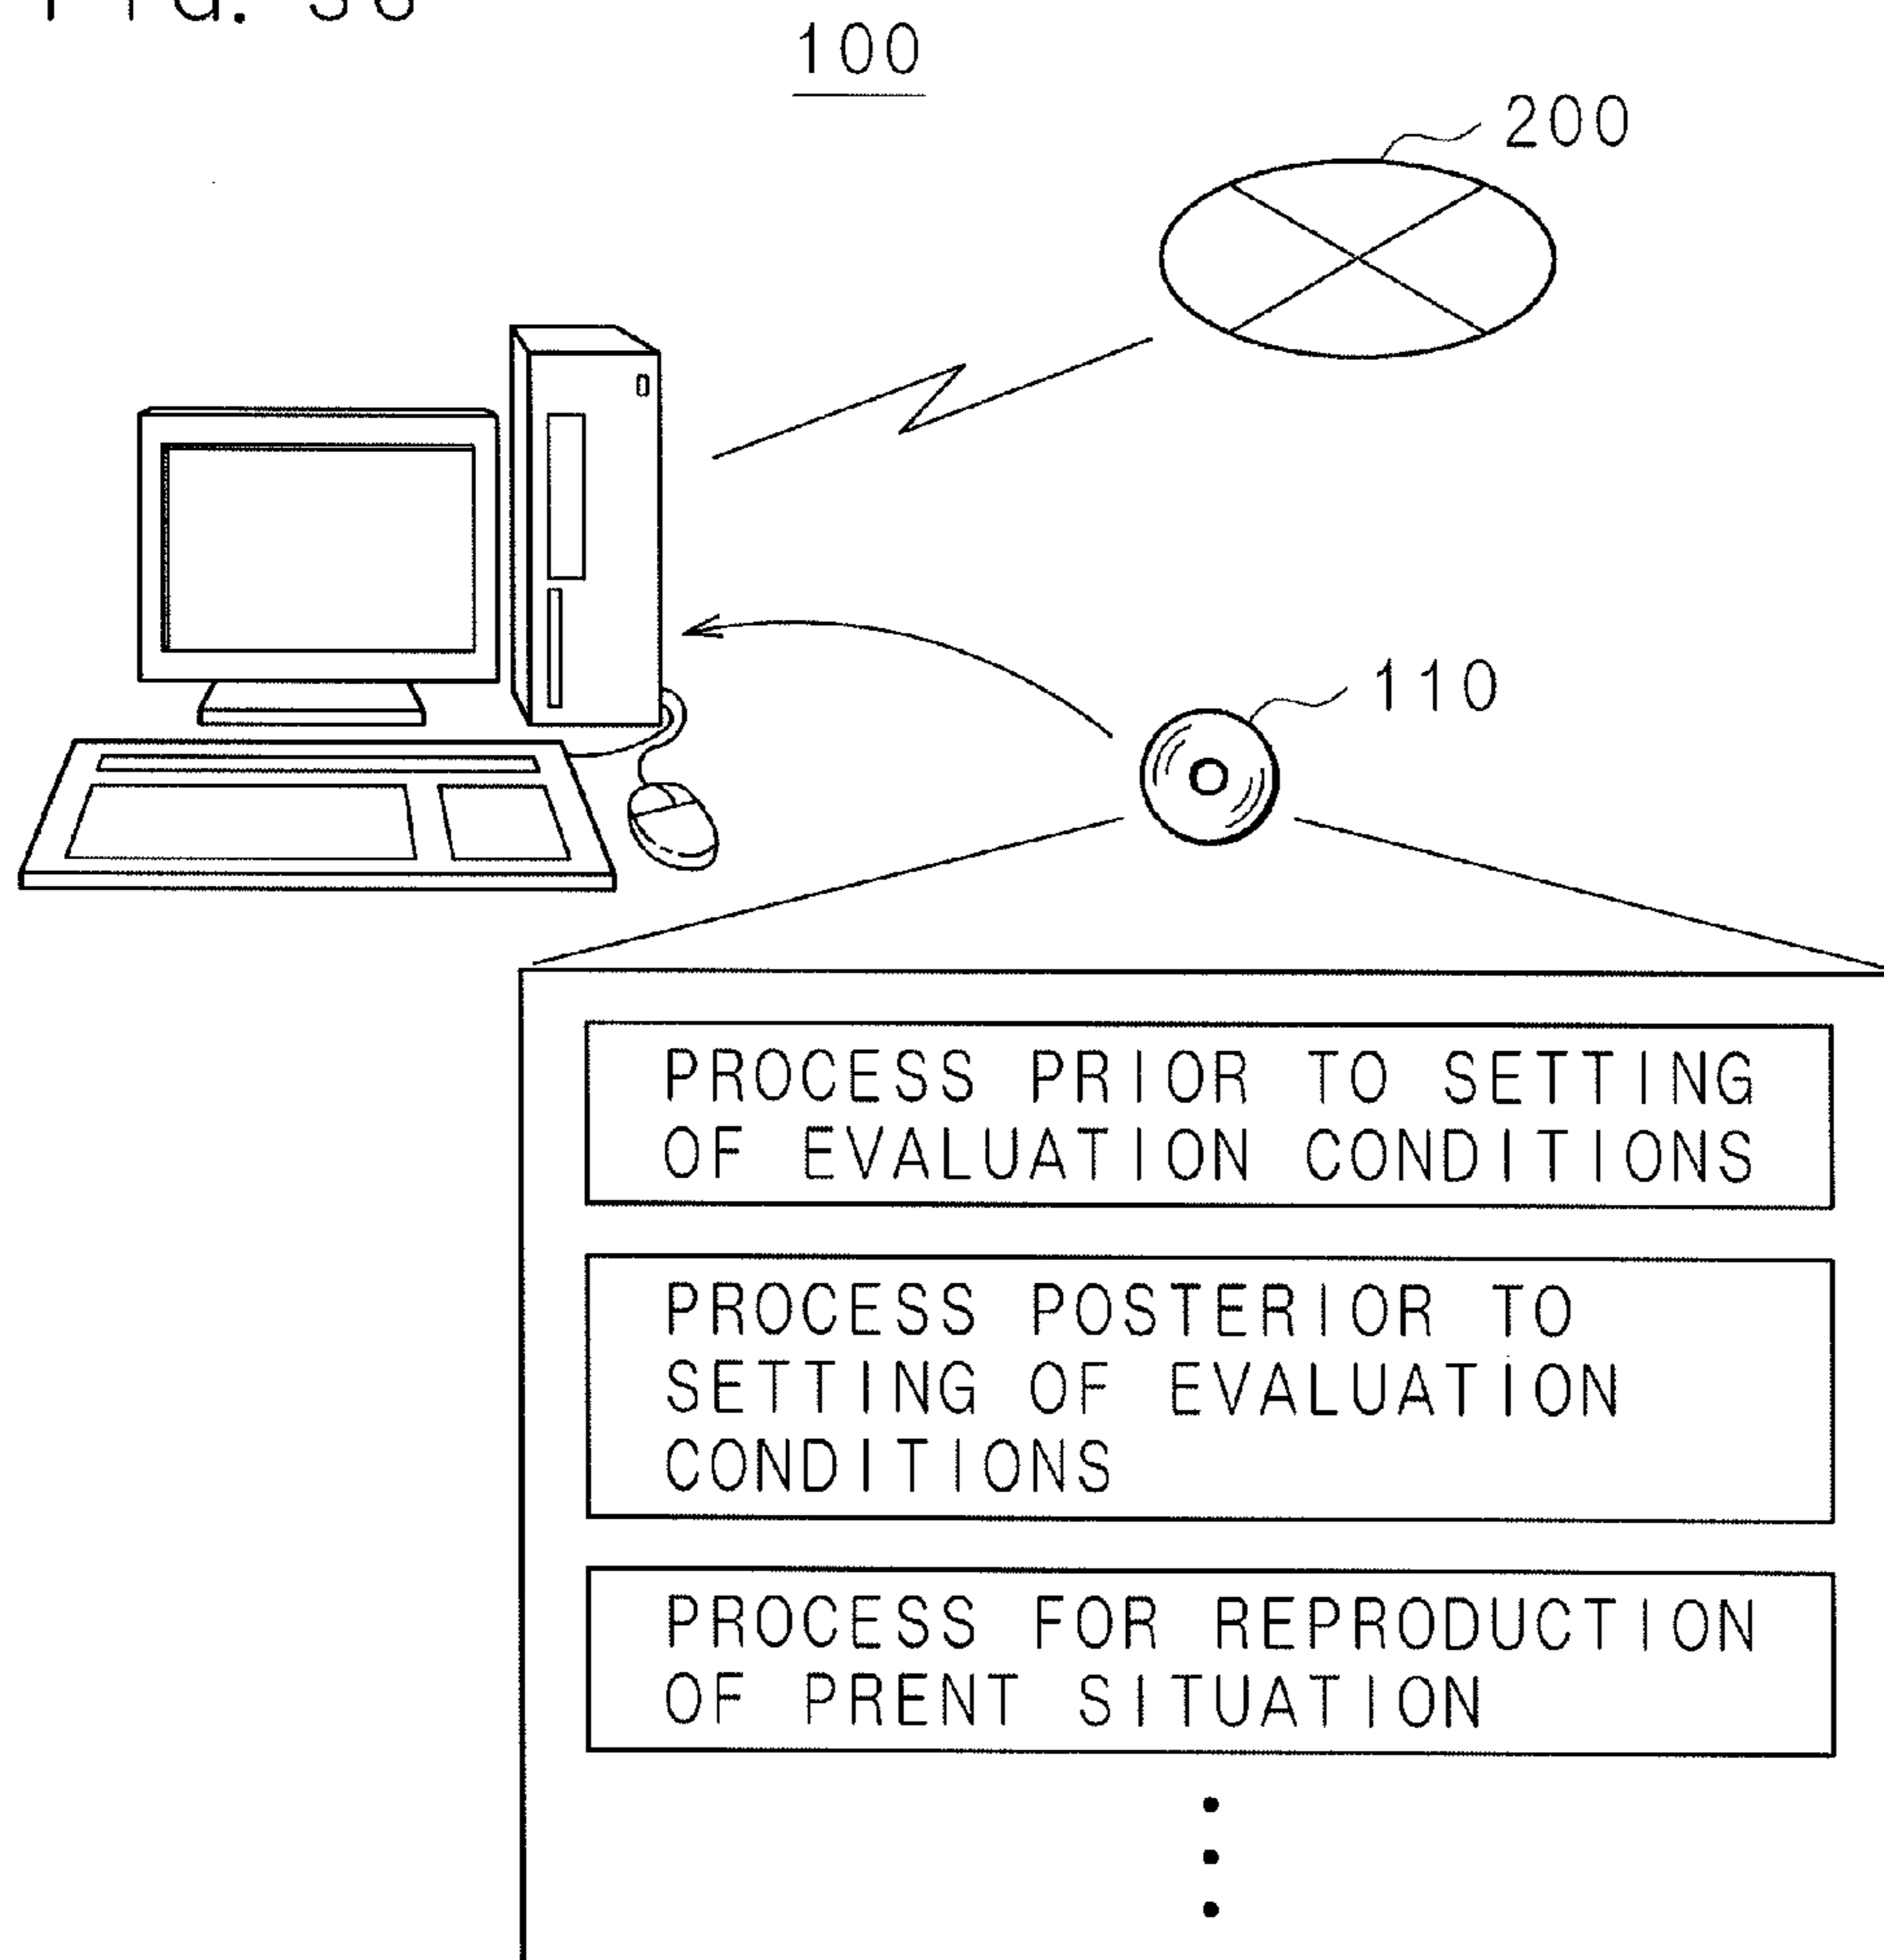 100
200
110
PROCESS PRIOR TO SETTING
OF EVALUATION CONDITIONS
PROCESS POSTERIOR TO
SETTING OF EVALUATION
CONDITIONS
PROCESS FOR REPRODUCTION
OF PRENT SITUATION